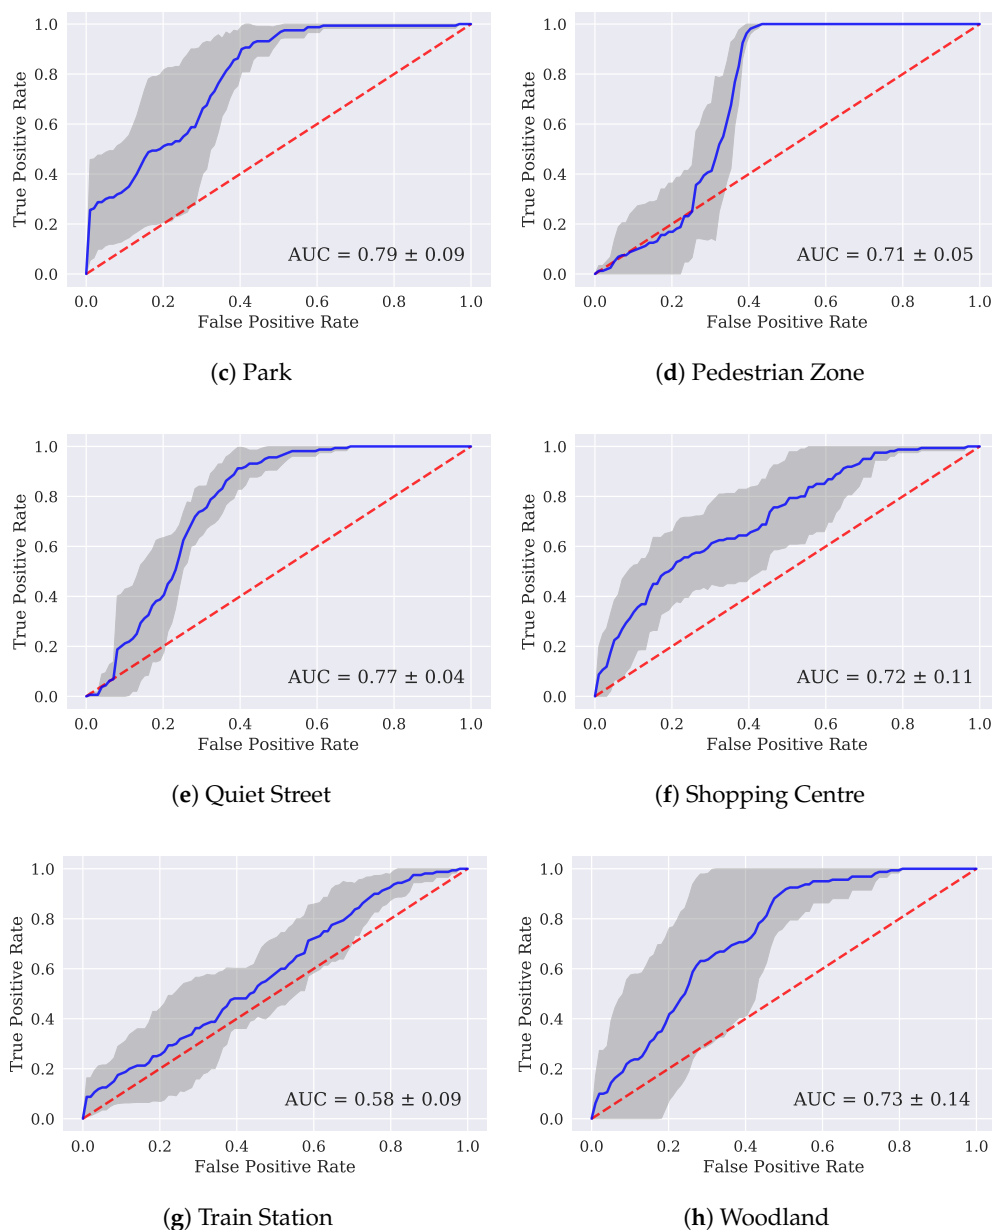 1.0
0.8
0.6
0.4
0.2
0.0
True Positive Rate
0.0 0.2 0.4 0.6 0.8 1.0
False Positive Rate
AUC = 0.79 ± 0.09
(c) Park
1.0
0.8
0.6
0.4
0.2
0.0
True Positive Rate
0.0 0.2 0.4 0.6 0.8 1.0
False Positive Rate
AUC = 0.71 ± 0.05
(d) Pedestrian Zone
1.0
0.8
0.6
0.4
0.2
0.0
True Positive Rate
0.0 0.2 0.4 0.6 0.8 1.0
False Positive Rate
AUC = 0.77 ± 0.04
(e) Quiet Street
1.0
0.8
0.6
0.4
0.2
0.0
True Positive Rate
0.0 0.2 0.4 0.6 0.8 1.0
False Positive Rate
AUC = 0.72 ± 0.11
(f) Shopping Centre
1.0
0.8
0.6
0.4
0.2
0.0
True Positive Rate
0.0 0.2 0.4 0.6 0.8 1.0
False Positive Rate
AUC = 0.58 ± 0.09
(g) Train Station
1.0
0.8
0.6
0.4
0.2
0.0
True Positive Rate
0.0 0.2 0.4 0.6 0.8 1.0
False Positive Rate
AUC = 0.73 ± 0.14
(h) Woodland